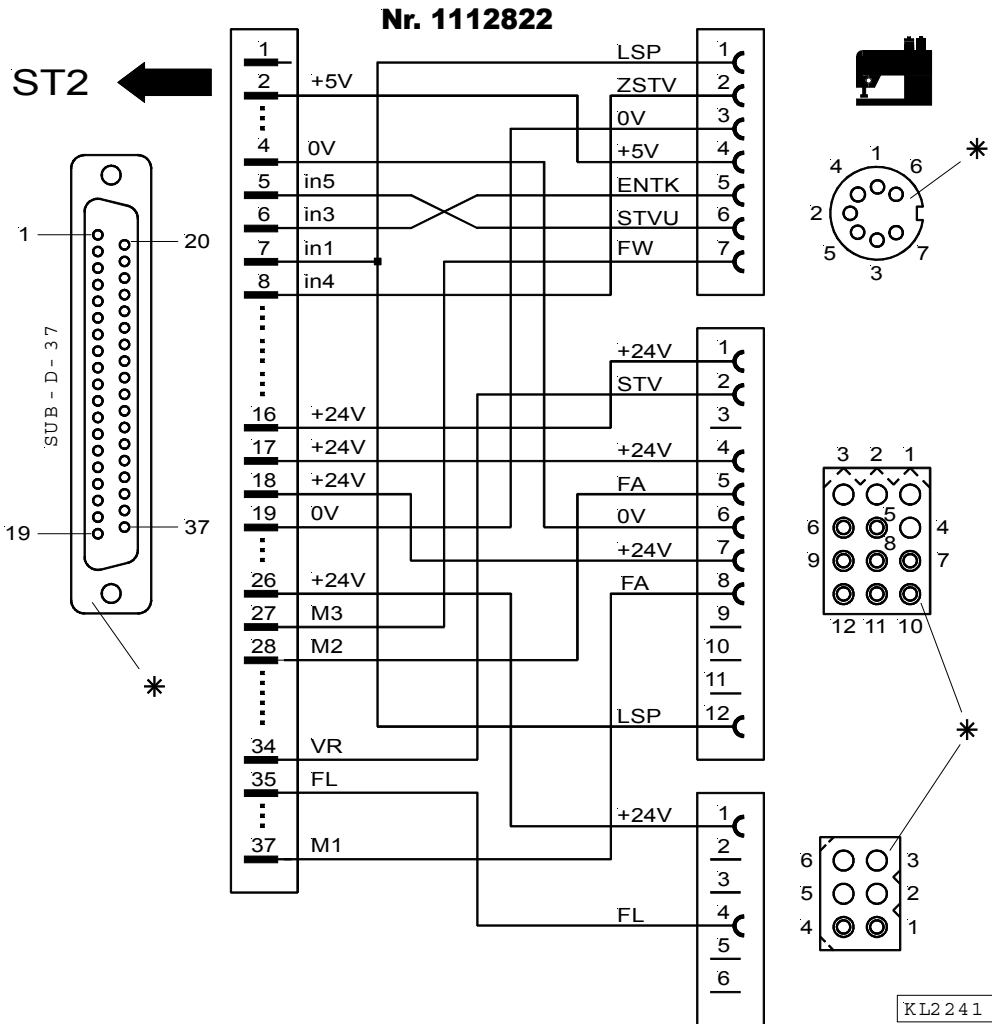 Nr. 1112822
ST2
SUB-D-37
1
20
19
37
1
2 +5V
4 0V
5 in5
6 in3
7 in1
8 in4
16 +24V
17 +24V
18 +24V
19 0V
26 +24V
27 M3
28 M2
34 VR
35 FL
37 M1
LSP 1
ZSTV 2
0V 3
+5V 4
ENTK 5
STVU 6
FW 7
+24V 1
STV 2
3
+24V 4
FA 5
0V 6
+24V 7
FA 8
9
10
11
LSP 12
+24V 1
2
3
FL 4
5
6
4 1 6
2
5 3 7
3 2 1
6 5 4
9 8 7
12 11 10
6 3
5 2
4 1
KL2241